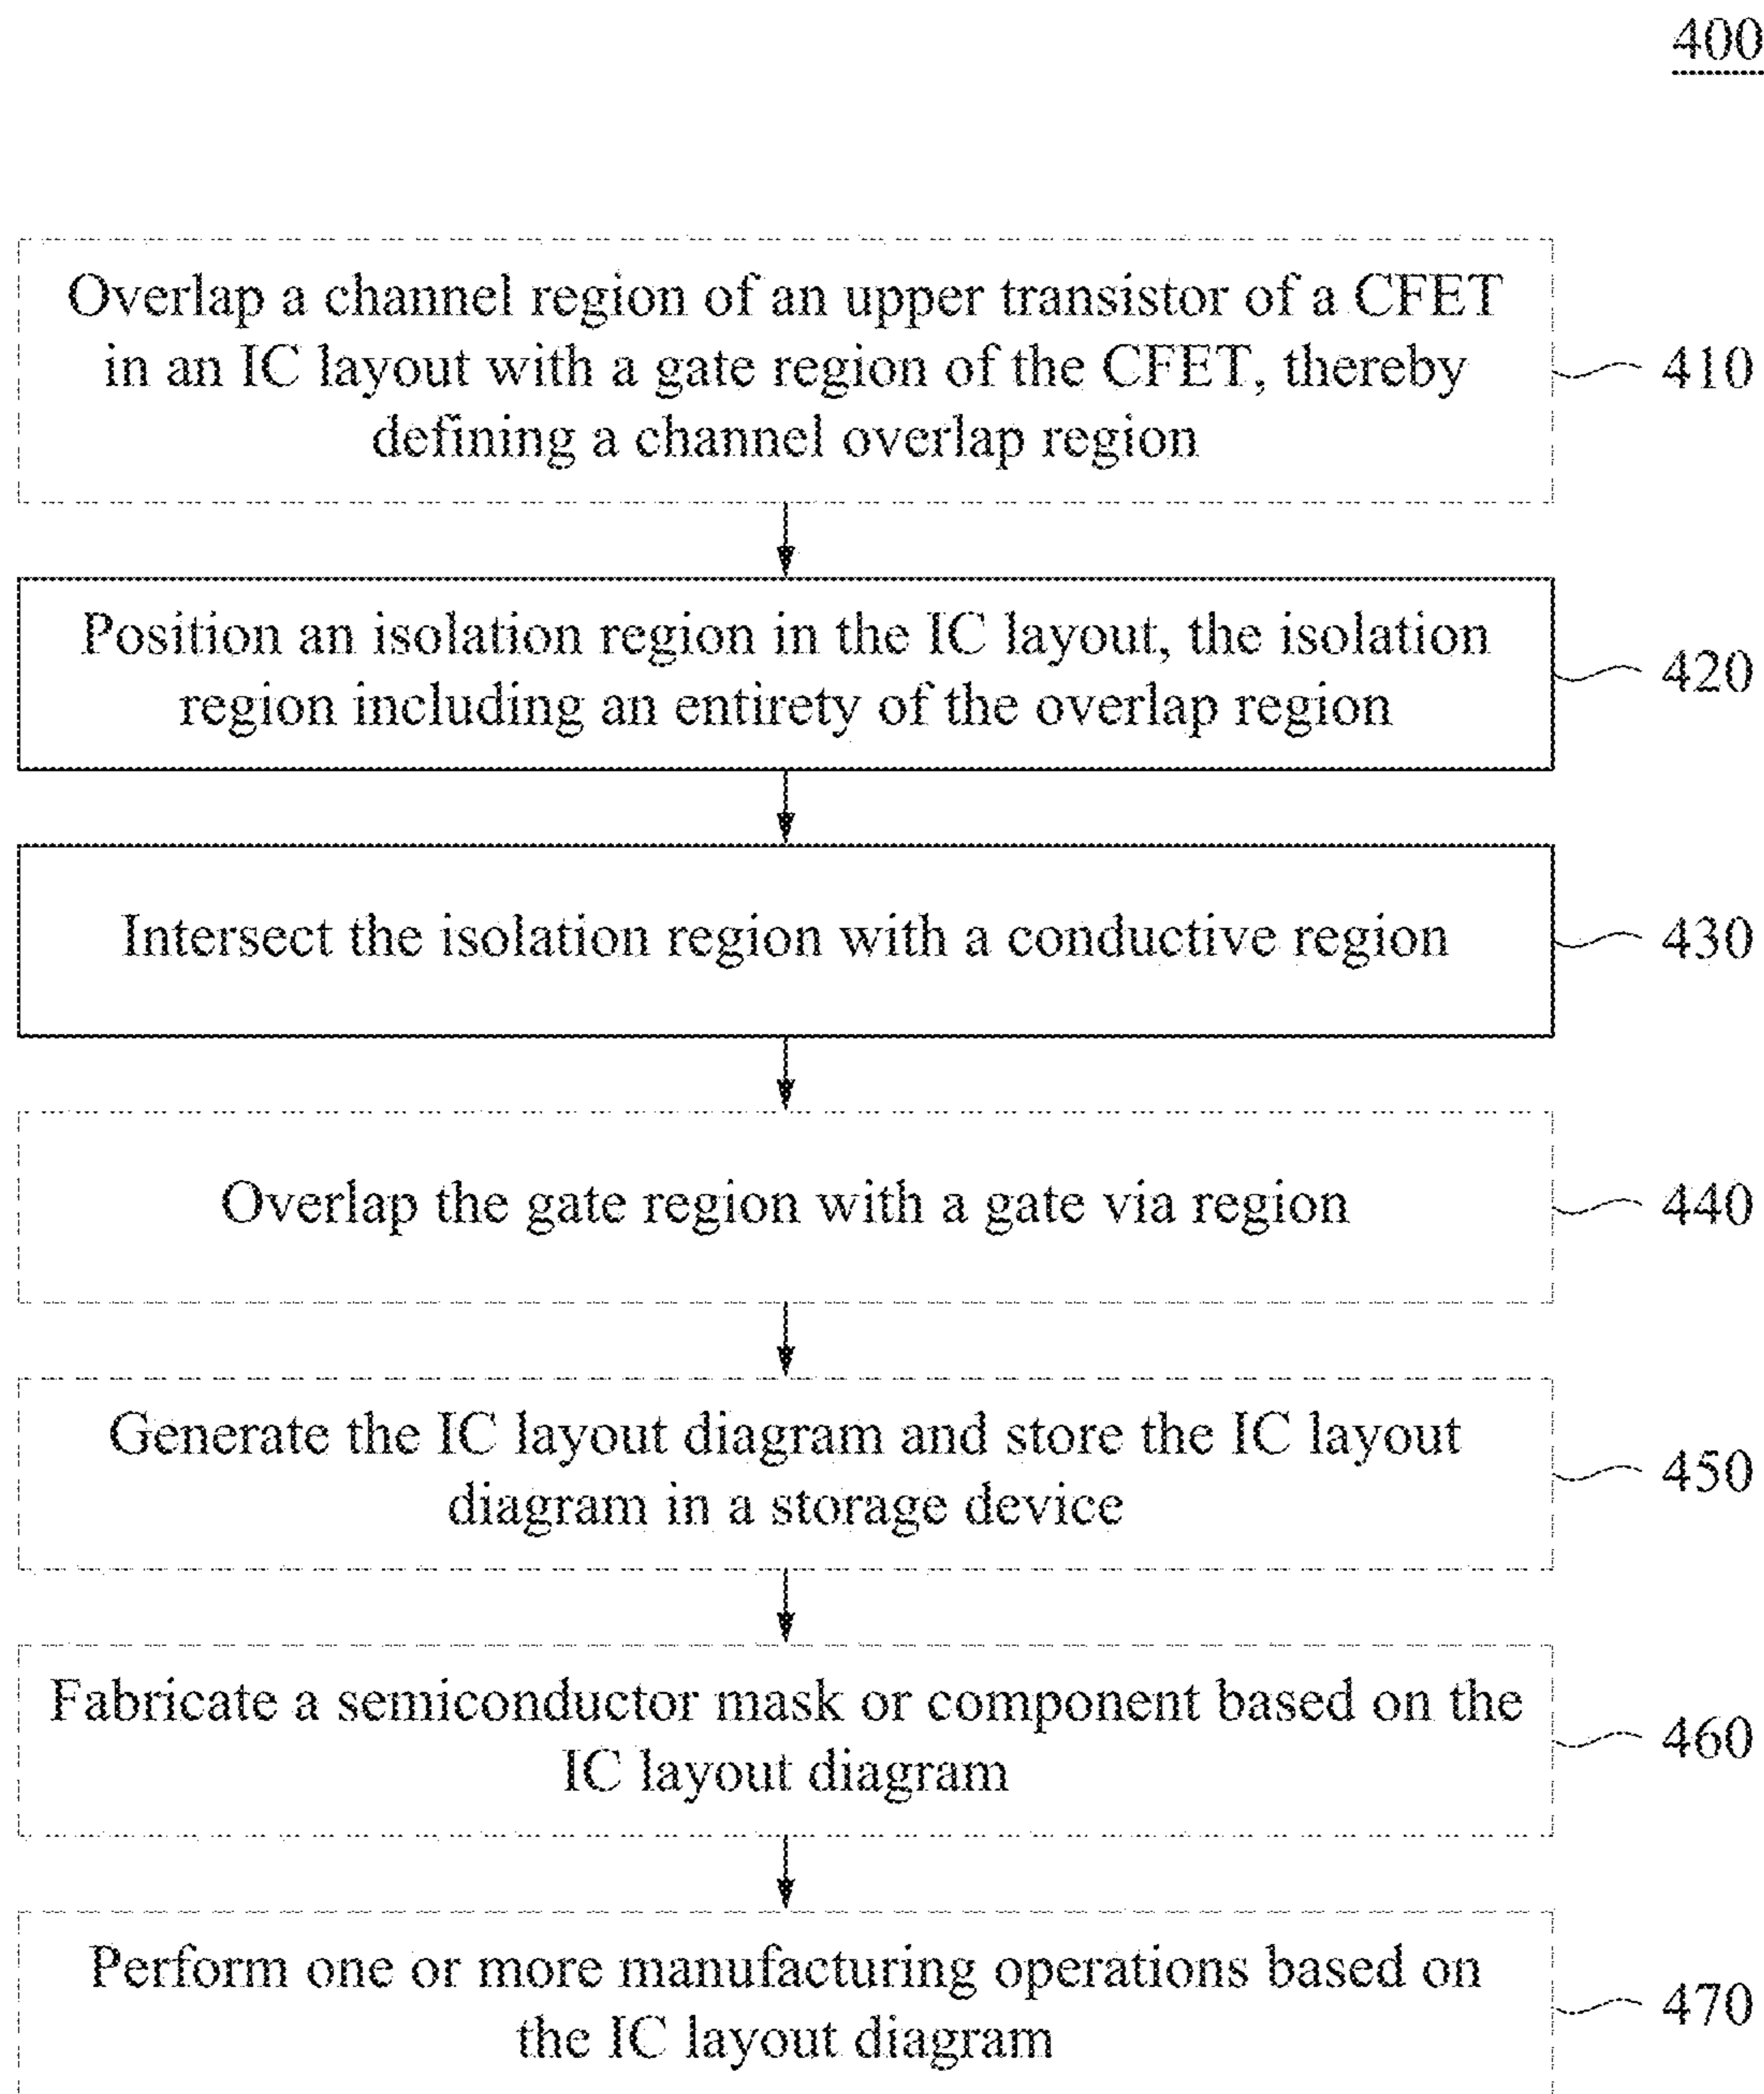 400
Overlap a channel region of an upper transistor of a CFET
in an IC layout with a gate region of the CFET, thereby
defining a channel overlap region
410
Position an isolation region in the IC layout, the isolation
region including an entirety of the overlap region
420
Intersect the isolation region with a conductive region
430
Overlap the gate region with a gate via region
440
Generate the IC layout diagram and store the IC layout
diagram in a storage device
450
Fabricate a semiconductor mask or component based on the
IC layout diagram
460
Perform one or more manufacturing operations based on
the IC layout diagram
470